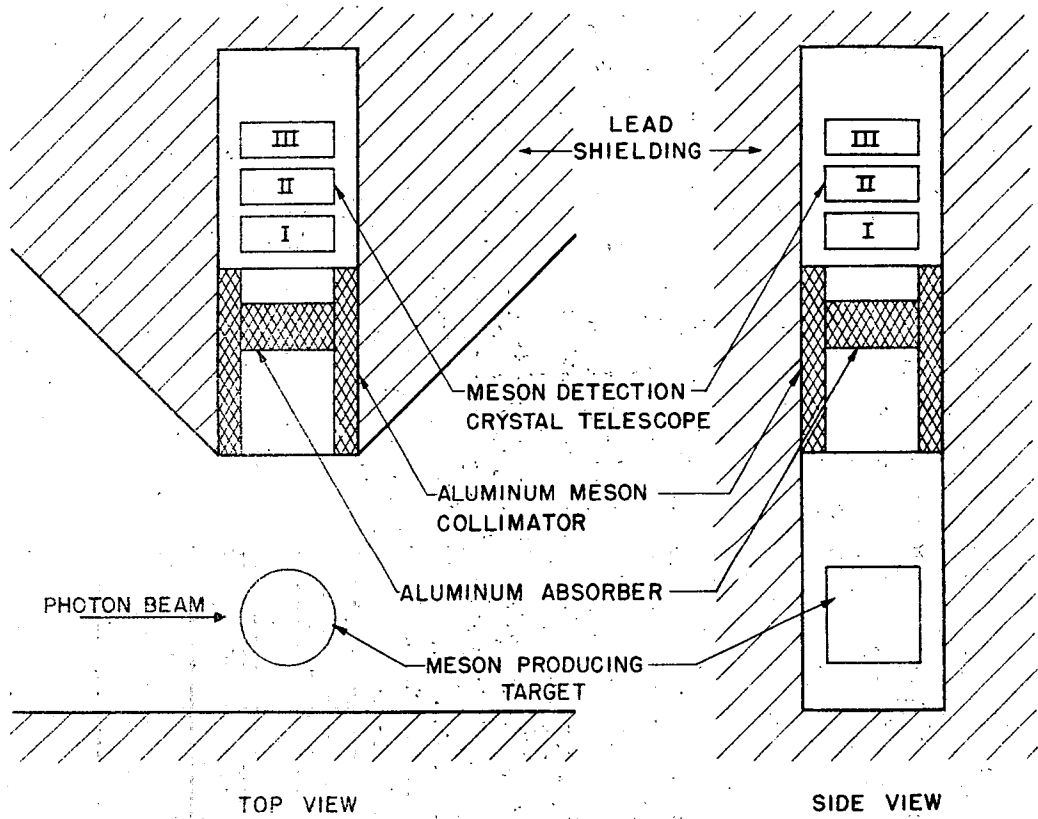 III
II
I
LEAD
SHIELDING
III
II
I
MESON DETECTION
CRYSTAL TELESCOPE
ALUMINUM MESON
COLLIMATOR
ALUMINUM ABSORBER
PHOTON BEAM
MESON PRODUCING
TARGET
TOP VIEW
SIDE VIEW